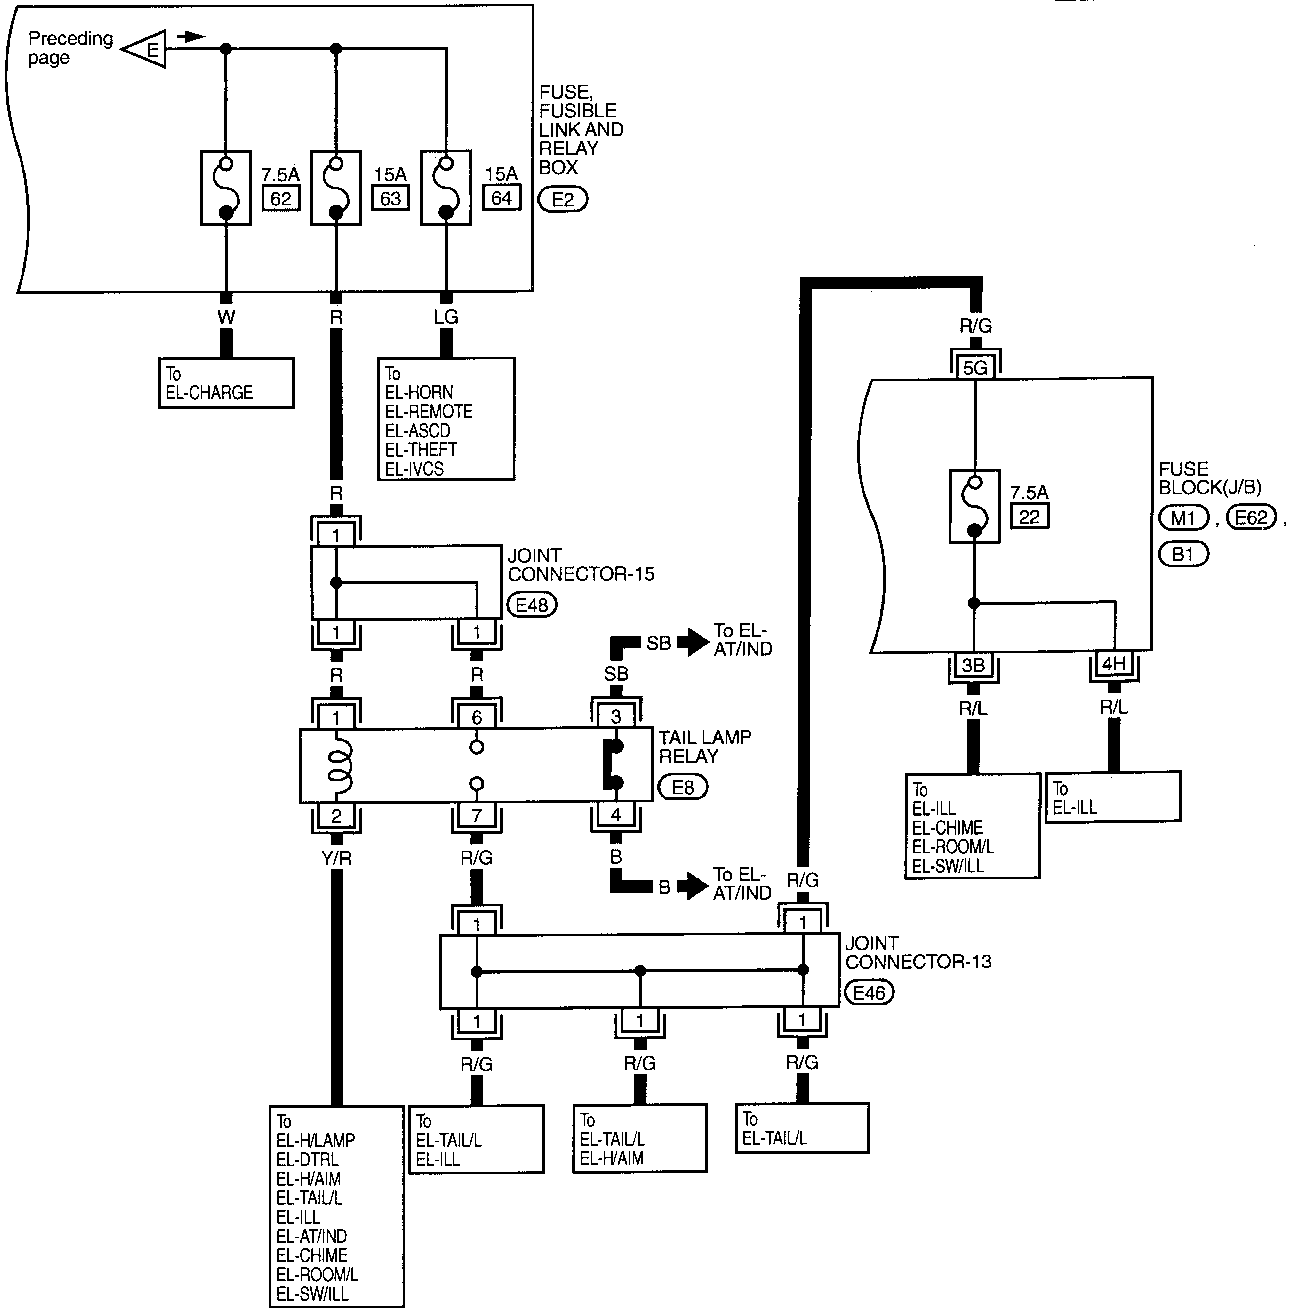 Preceding
page
E
FUSE,
FUSIBLE
LINK AND
RELAY
BOX
E2
7.5A
62
15A
63
15A
64
W
R
LG
To
EL-CHARGE
To
EL-HORN
EL-REMOTE
EL-ASCD
EL-THEFT
EL-IVCS
R/G
5G
7.5A
22
FUSE
BLOCK(J/B)
M1 , E62 ,
B1
3B
4H
R/L
R/L
To
EL-ILL
EL-CHIME
EL-ROOM/L
EL-SW/ILL
To
EL-ILL
R
1
JOINT
CONNECTOR-15
E48
1
1
R
R
SB
SB
To EL-
AT/IND
1
6
3
TAIL LAMP
RELAY
E8
2
7
4
Y/R
R/G
B
B
To EL-
AT/IND
R/G
1
1
JOINT
CONNECTOR-13
E46
1
1
1
R/G
R/G
R/G
To
EL-H/LAMP
EL-DTRL
EL-H/AIM
EL-TAIL/L
EL-ILL
EL-AT/IND
EL-CHIME
EL-ROOM/L
EL-SW/ILL
To
EL-TAIL/L
EL-ILL
To
EL-TAIL/L
EL-H/AIM
To
EL-TAIL/L